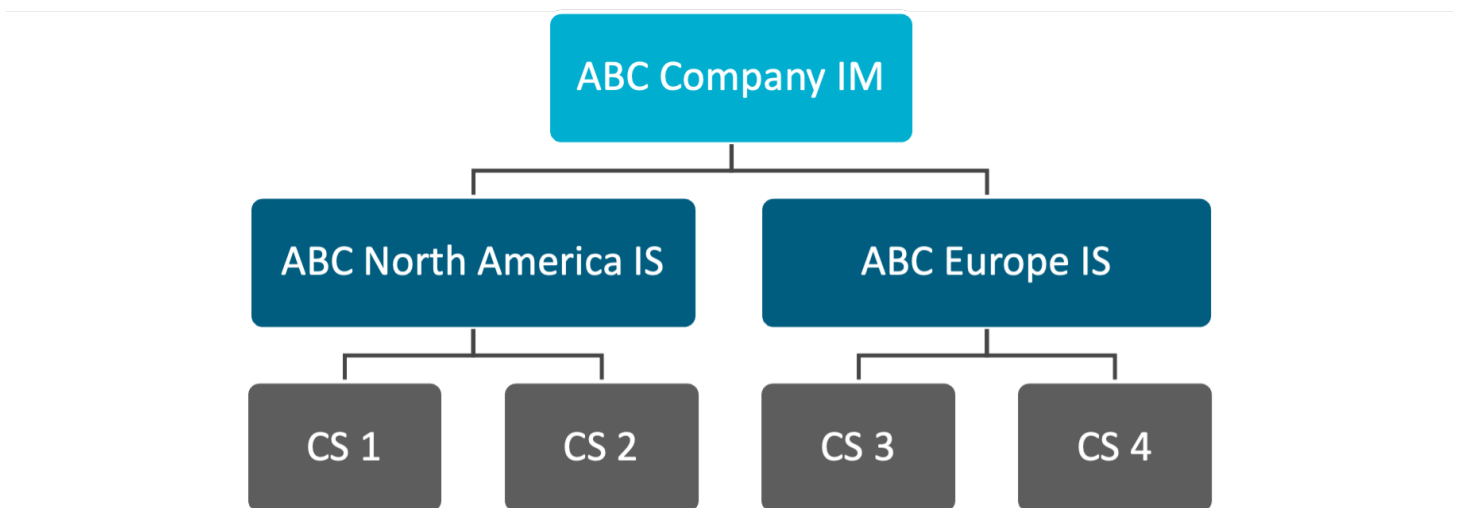 ABC Company IM
ABC North America IS
ABC Europe IS
CS 1
CS 2
CS 3
CS 4